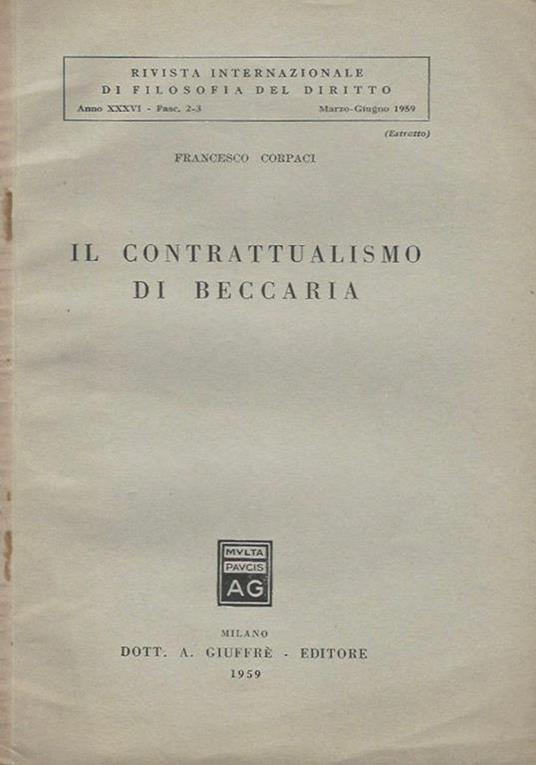 RIVISTA INTERNAZIONALE
DI FILOSOFIA DEL DIRITTO
Anno XXXVI - Fasc. 2-3 Marzo-Giugno 1959
(Estratto)
FRANCESCO CORPACI
IL CONTRATTUALISMO
DI BECCARIA
MVLTA
PAVCIS
AG
MILANO
DOTT. A. GIUFFRÈ - EDITORE
1959